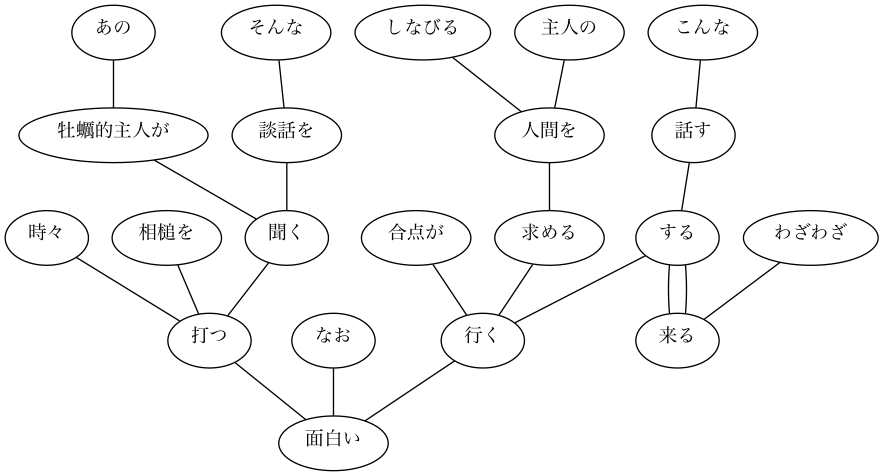 あの
そんな
しなびる
主人の
こんな
牡蠣的主人が
談話を
人間を
話す
時々
相槌を
聞く
合点が
求める
する
わざわざ
打つ
なお
行く
来る
面白い